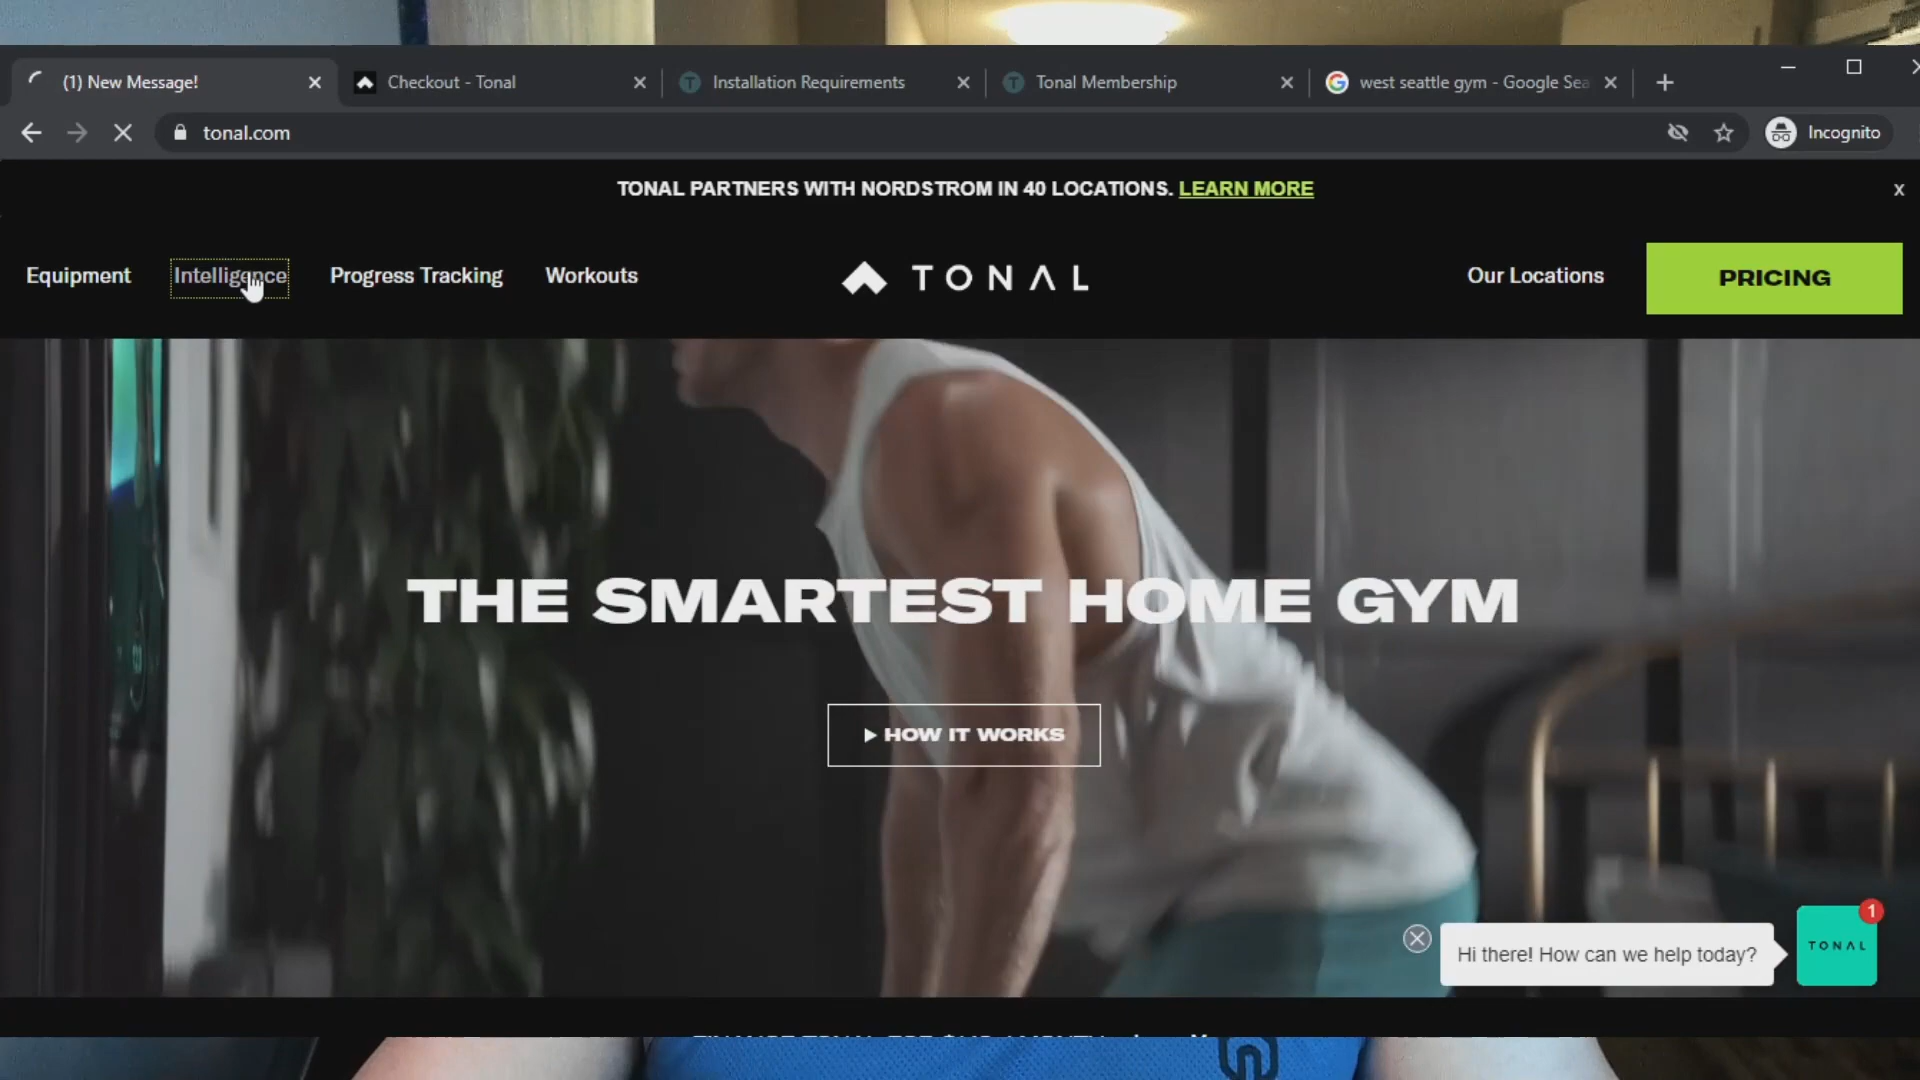 (1) New Message!
Checkout - Tonal
Installation Requirements
Tonal Membership
west seattle gym - Google Sea
tonal.com
Incognito
TONAL PARTNERS WITH NORDSTROM IN 40 LOCATIONS. LEARN MORE
x
Equipment
Intelligence
Progress Tracking
Workouts
TONAL
Our Locations
PRICING
THE SMARTEST HOME GYM
HOW IT WORKS
Hi there! How can we help today?
TONAL
1